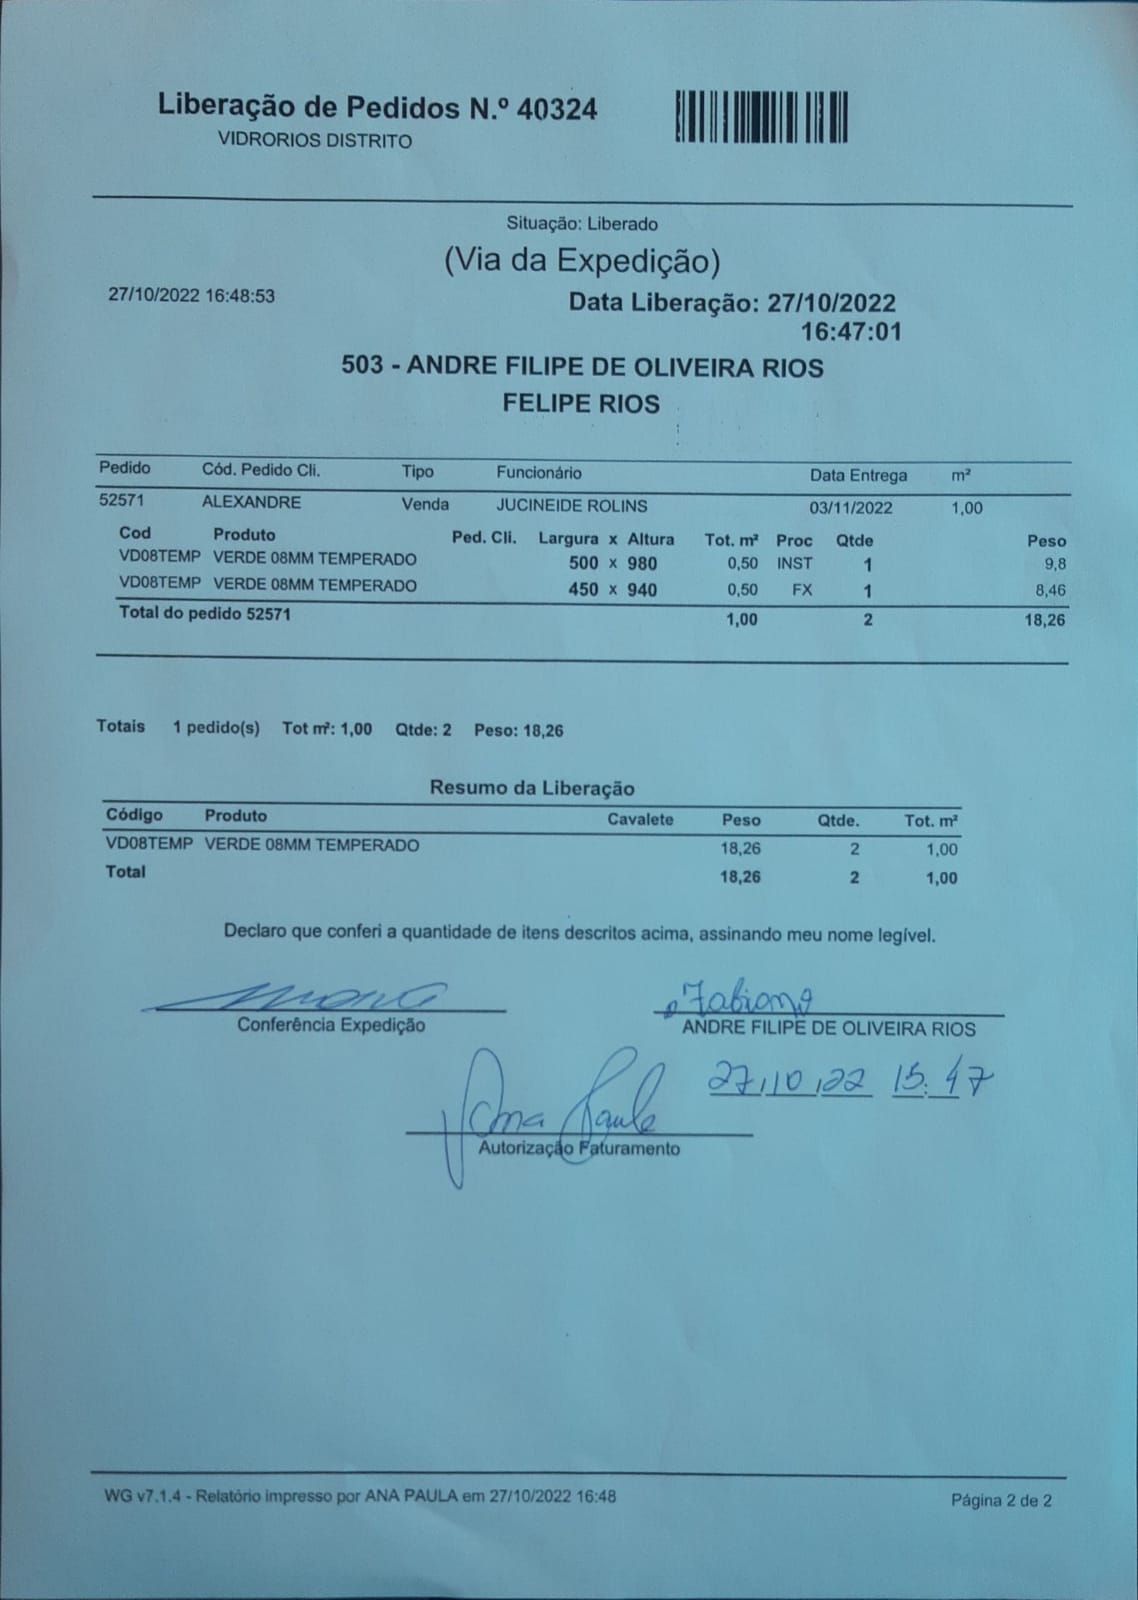 Liberação de Pedidos N.º 40324
VIDRORIOS DISTRITO
Situação: Liberado
(Via da Expedição)
27/10/2022 16:48:53
Data Liberação: 27/10/2022
16:47:01
503 - ANDRE FILIPE DE OLIVEIRA RIOS
FELIPE RIOS
Pedido Cód. Pedido Cli. Tipo Funcionário Data Entrega m²
52571 ALEXANDRE Venda JUCINEIDE ROLINS 03/11/2022 1,00
Cod Produto Ped. Cli. Largura x Altura Tot. m² Proc Qtde Peso
VD08TEMP VERDE 08MM TEMPERADO 500 x 980 0,50 INST 1 9,8
VD08TEMP VERDE 08MM TEMPERADO 450 x 940 0,50 FX 1 8,46
Total do pedido 52571 1,00 2 18,26
Totais 1 pedido(s) Tot m²: 1,00 Qtde: 2 Peso: 18,26
Resumo da Liberação
Código Produto Cavalete Peso Qtde. Tot. m²
VD08TEMP VERDE 08MM TEMPERADO 18,26 2 1,00
Total 18,26 2 1,00
Declaro que conferi a quantidade de itens descritos acima, assinando meu nome legível.
Fabiano
Conferência Expedição ANDRE FILIPE DE OLIVEIRA RIOS
27/10/22 15:47
Ana Paula
Autorização Faturamento
WG v7.1.4 - Relatório impresso por ANA PAULA em 27/10/2022 16:48
Página 2 de 2